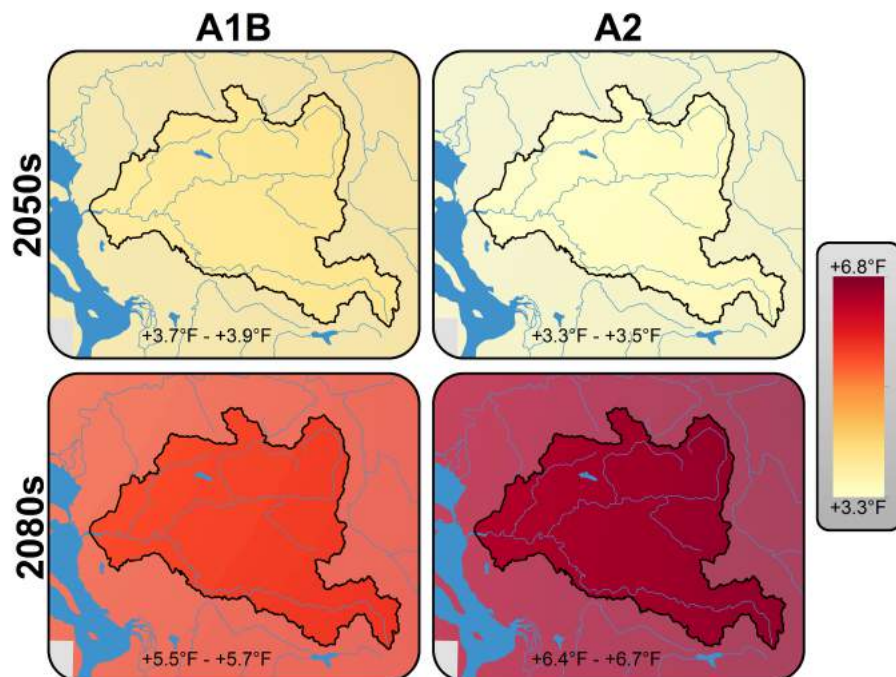 A1B
A2
2050s
+3.7°F - +3.9°F
+3.3°F - +3.5°F
+6.8°F
+3.3°F
2080s
+5.5°F - +5.7°F
+6.4°F - +6.7°F